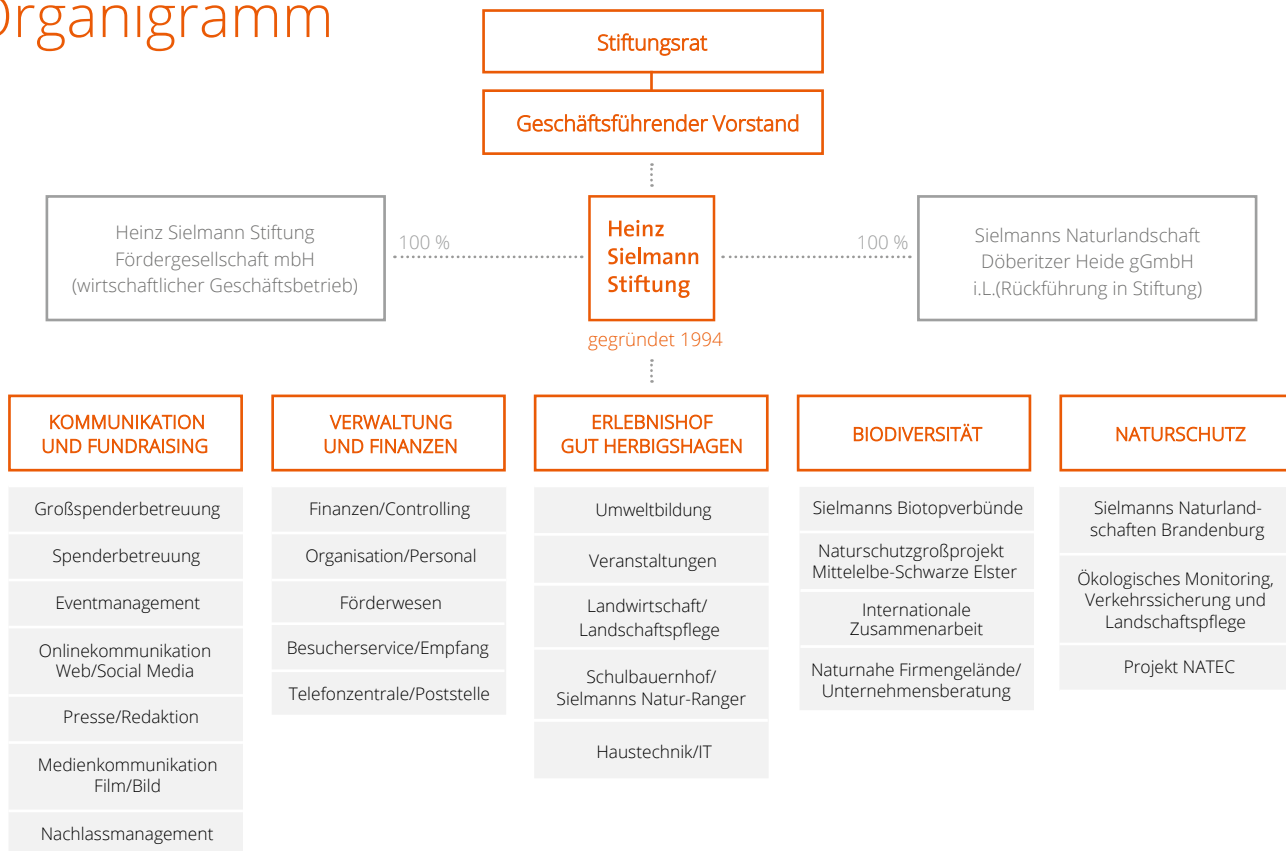 Organigramm
Stiftungsrat
Geschäftsführender Vorstand
Heinz Sielmann Stiftung
Fördergesellschaft mbH
(wirtschaftlicher Geschäftsbetrieb)
100 %
Heinz
Sielmann
Stiftung
gegründet 1994
100 %
Sielmanns Naturlandschaft
Döberitzer Heide gGmbH
i.L.(Rückführung in Stiftung)
KOMMUNIKATION
UND FUNDRAISING
Großspenderbetreuung
Spenderbetreuung
Eventmanagement
Onlinekommunikation
Web/Social Media
Presse/Redaktion
Medienkommunikation
Film/Bild
Nachlassmanagement
VERWALTUNG
UND FINANZEN
Finanzen/Controlling
Organisation/Personal
Förderwesen
Besucherservice/Empfang
Telefonzentrale/Poststelle
ERLEBNISHOF
GUT HERBIGSHAGEN
Umweltbildung
Veranstaltungen
Landwirtschaft/
Landschaftspflege
Schulbauernhof/
Sielmanns Natur-Ranger
Haustechnik/IT
BIODIVERSITÄT
Sielmanns Biotopverbünde
Naturschutzgroßprojekt
Mittelelbe-Schwarze Elster
Internationale
Zusammenarbeit
Naturnahe Firmengelände/
Unternehmensberatung
NATURSCHUTZ
Sielmanns Naturland-
schaften Brandenburg
Ökologisches Monitoring,
Verkehrssicherung und
Landschaftspflege
Projekt NATEC